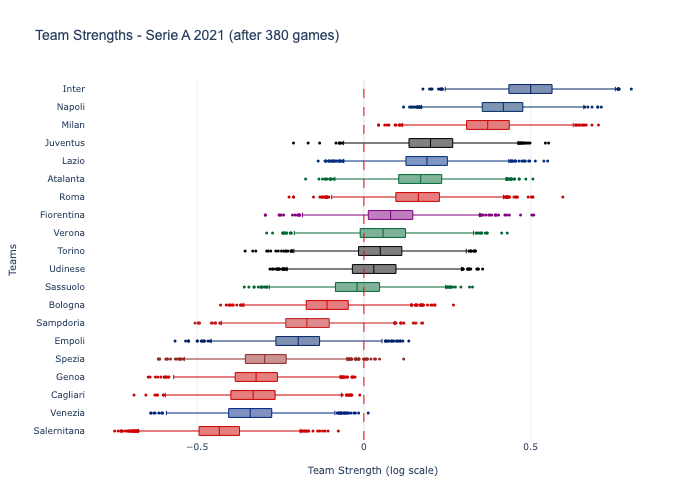 Team Strengths - Serie A 2021 (after 380 games)
Inter
Napoli
Milan
Juventus
Lazio
Atalanta
Roma
Fiorentina
Verona
Torino
Udinese
Sassuolo
Bologna
Sampdoria
Empoli
Spezia
Genoa
Cagliari
Venezia
Salernitana
Teams
−0.5
0
0.5
Team Strength (log scale)